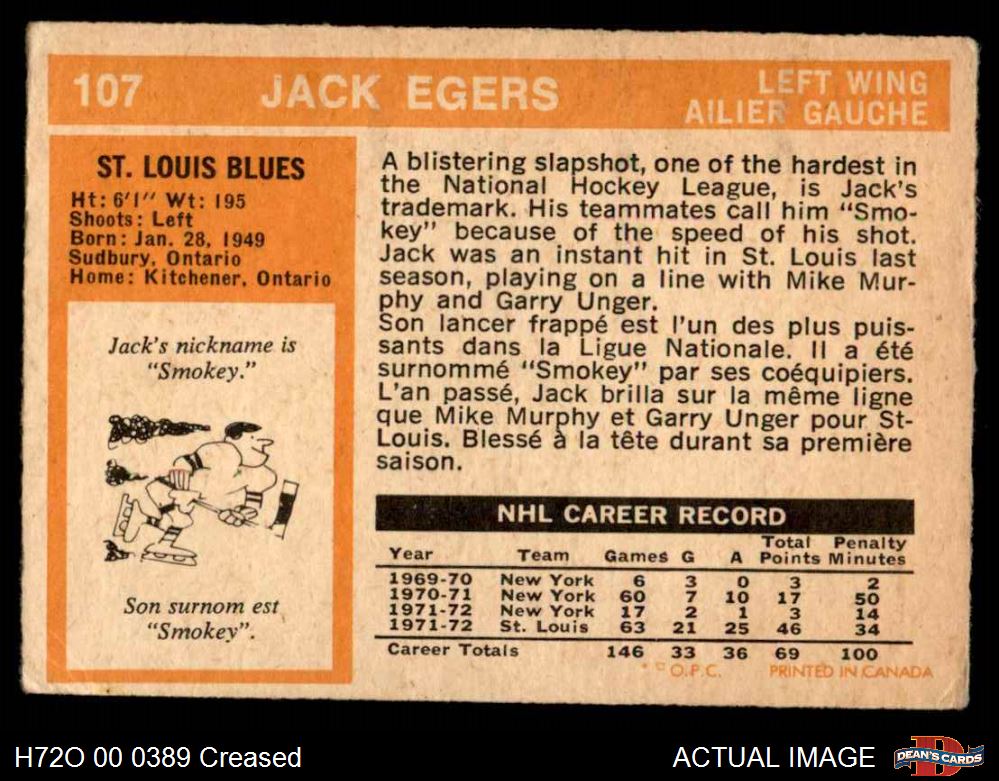 107
JACK EGERS
LEFT WING
AILIER GAUCHE
ST. LOUIS BLUES
Ht: 6'1" Wt: 195
Shoots: Left
Born: Jan. 28, 1949
Sudbury, Ontario
Home: Kitchener, Ontario
Jack's nickname is
"Smokey."
Son surnom est
"Smokey".
A blistering slapshot, one of the hardest in
the National Hockey League, is Jack's
trademark. His teammates call him "Smo-
key" because of the speed of his shot.
Jack was an instant hit in St. Louis last
season, playing on a line with Mike Mur-
phy and Garry Unger.
Son lancer frappé est l'un des plus puis-
sants dans la Ligue Nationale. Il a été
surnommé "Smokey" par ses coéquipiers.
L'an passé, Jack brilla sur la même ligne
que Mike Murphy et Garry Unger pour St-
Louis. Blessé à la tête durant sa première
saison.
NHL CAREER RECORD
Year Team Games G A Total Points Penalty Minutes
1969-70 New York 6 3 0 3 2
1970-71 New York 60 7 10 17 50
1971-72 New York 17 2 1 3 14
1971-72 St. Louis 63 21 25 46 34
Career Totals 146 33 36 69 100
* © O.P.C. PRINTED IN CANADA
H72O 00 0389 Creased
ACTUAL IMAGE
DEAN'S CARDS